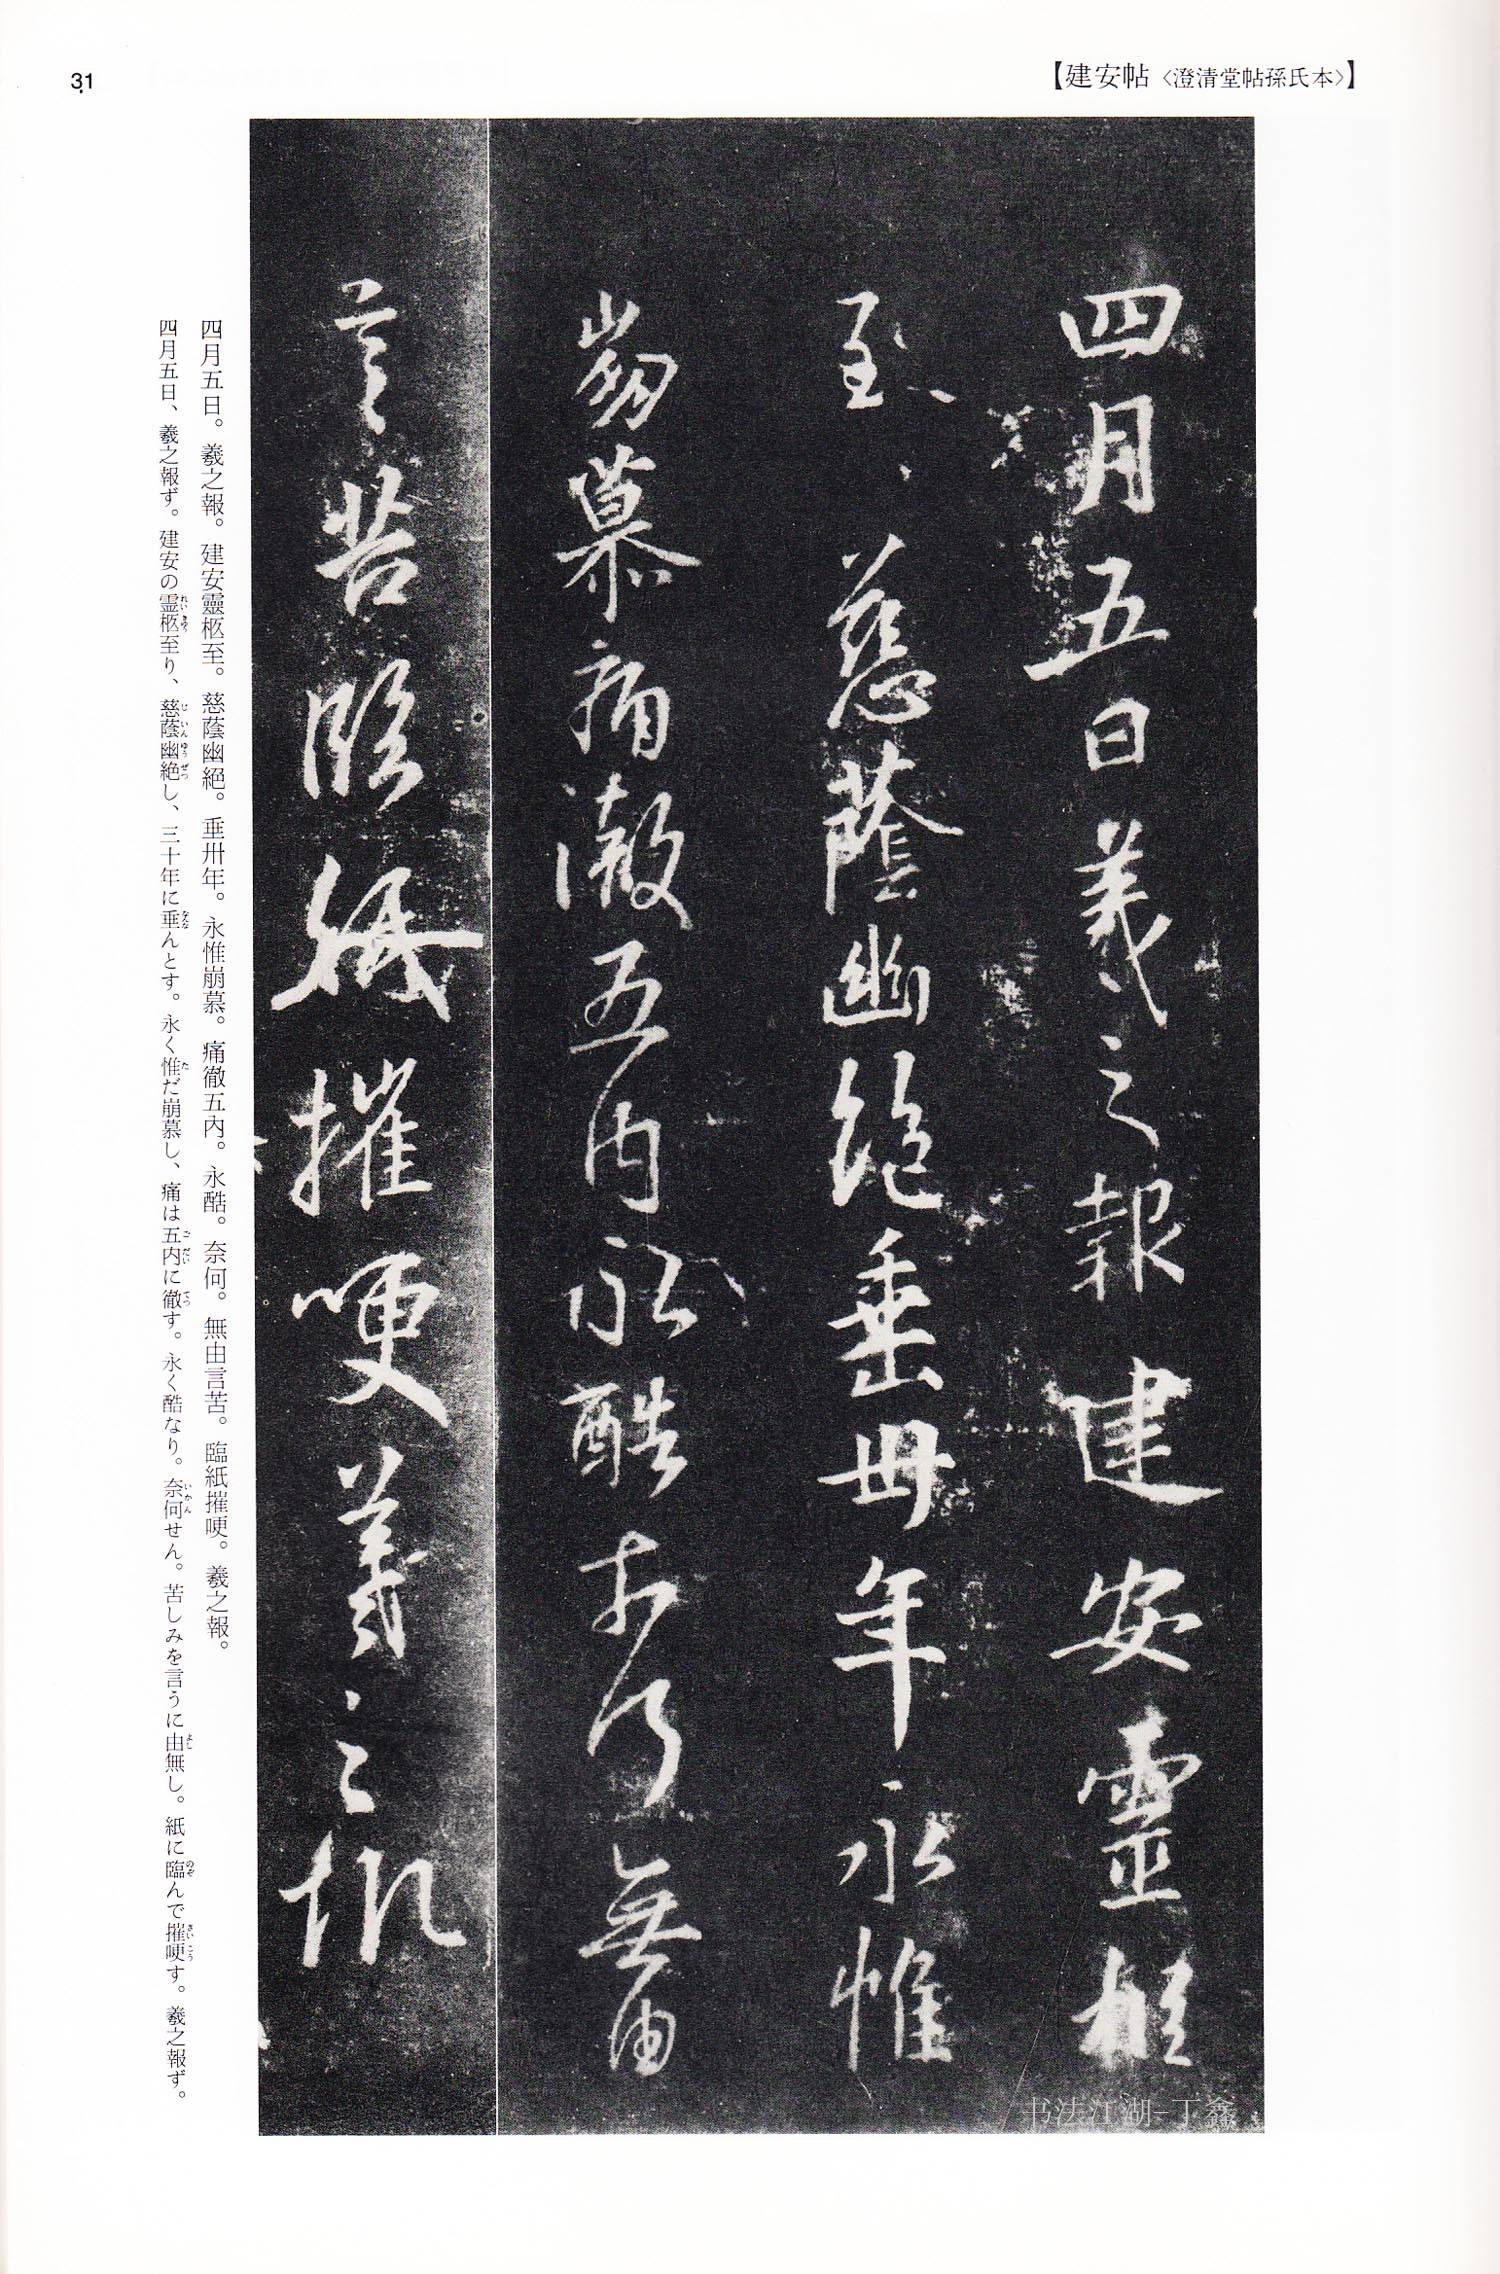 【建安帖〈澄清堂帖孫氏本〉】
31
四月五日羲之報建安靈柩
至慈蔭幽絕垂卅年永惟
崩慕痛徹五內永酷奈何無由
言苦臨紙摧哽羲之報
四月五日。羲之報。建安靈柩至。慈蔭幽絕。垂卅年。永惟崩慕。痛徹五內。永酷。奈何。無由言苦。臨紙摧哽。羲之報。
四月五日、羲之報ず。建安の霊柩至り、慈蔭幽絶し、三十年に垂んとす。永く惟だ崩慕し、痛は五内に徹す。永く酷なり。奈何せん。苦しみを言うに由無し。紙に臨んで摧哽す。羲之報ず。
书法江湖-丁鑫